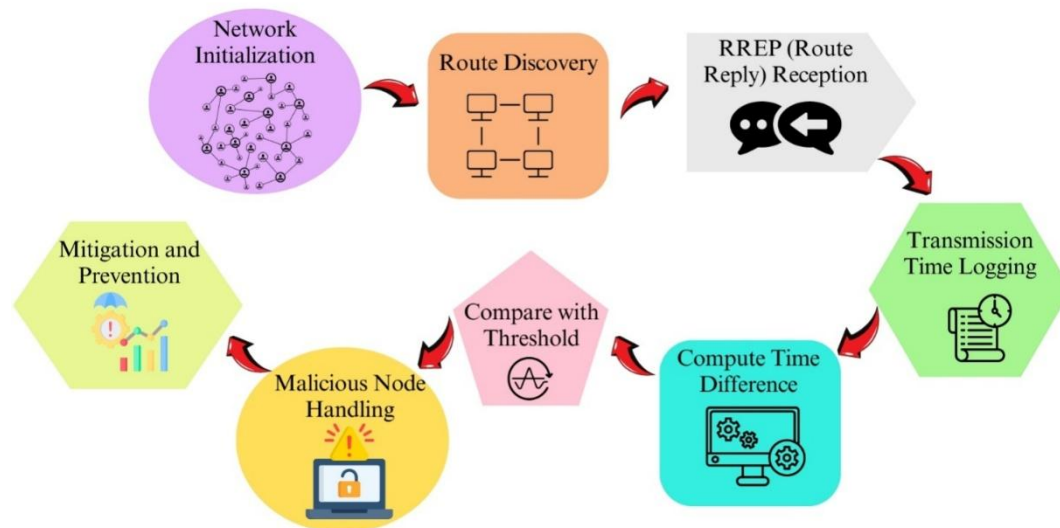 Network
Initialization
Route Discovery
RREP (Route
Reply) Reception
Transmission
Time Logging
Compute Time
Difference
Compare with
Threshold
Malicious Node
Handling
Mitigation and
Prevention